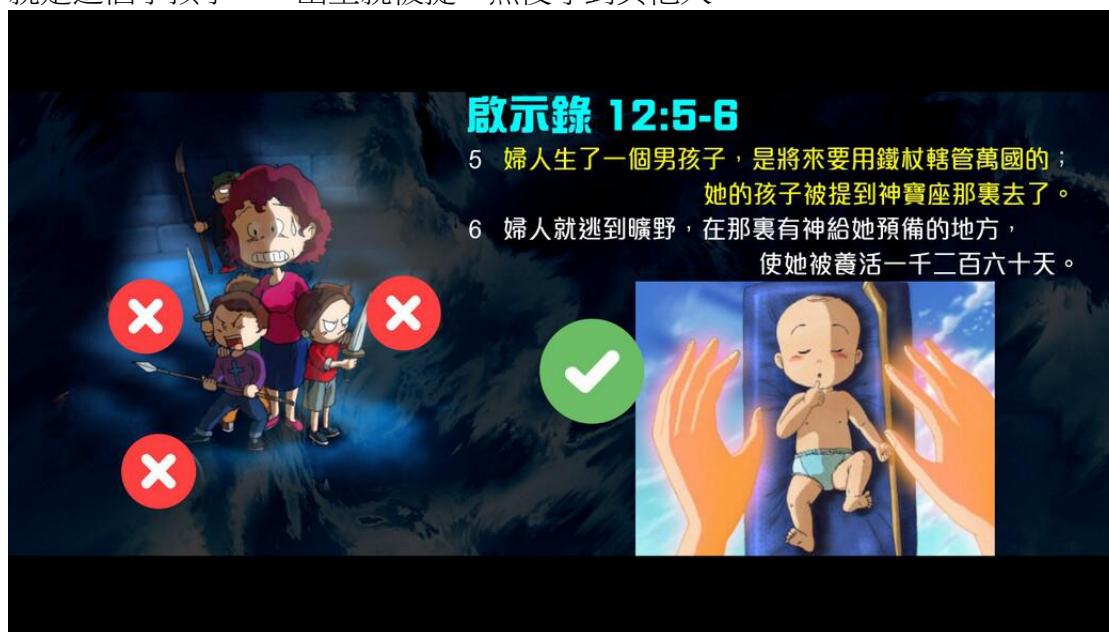 啟示錄 12:5-6
5 婦人生了一個男孩子，是將來要用鐵杖轄管萬國的；
她的孩子被提到神寶座那裏去了。
6 婦人就逃到曠野，在那裏有神給她預備的地方，
使她被養活一千二百六十天。